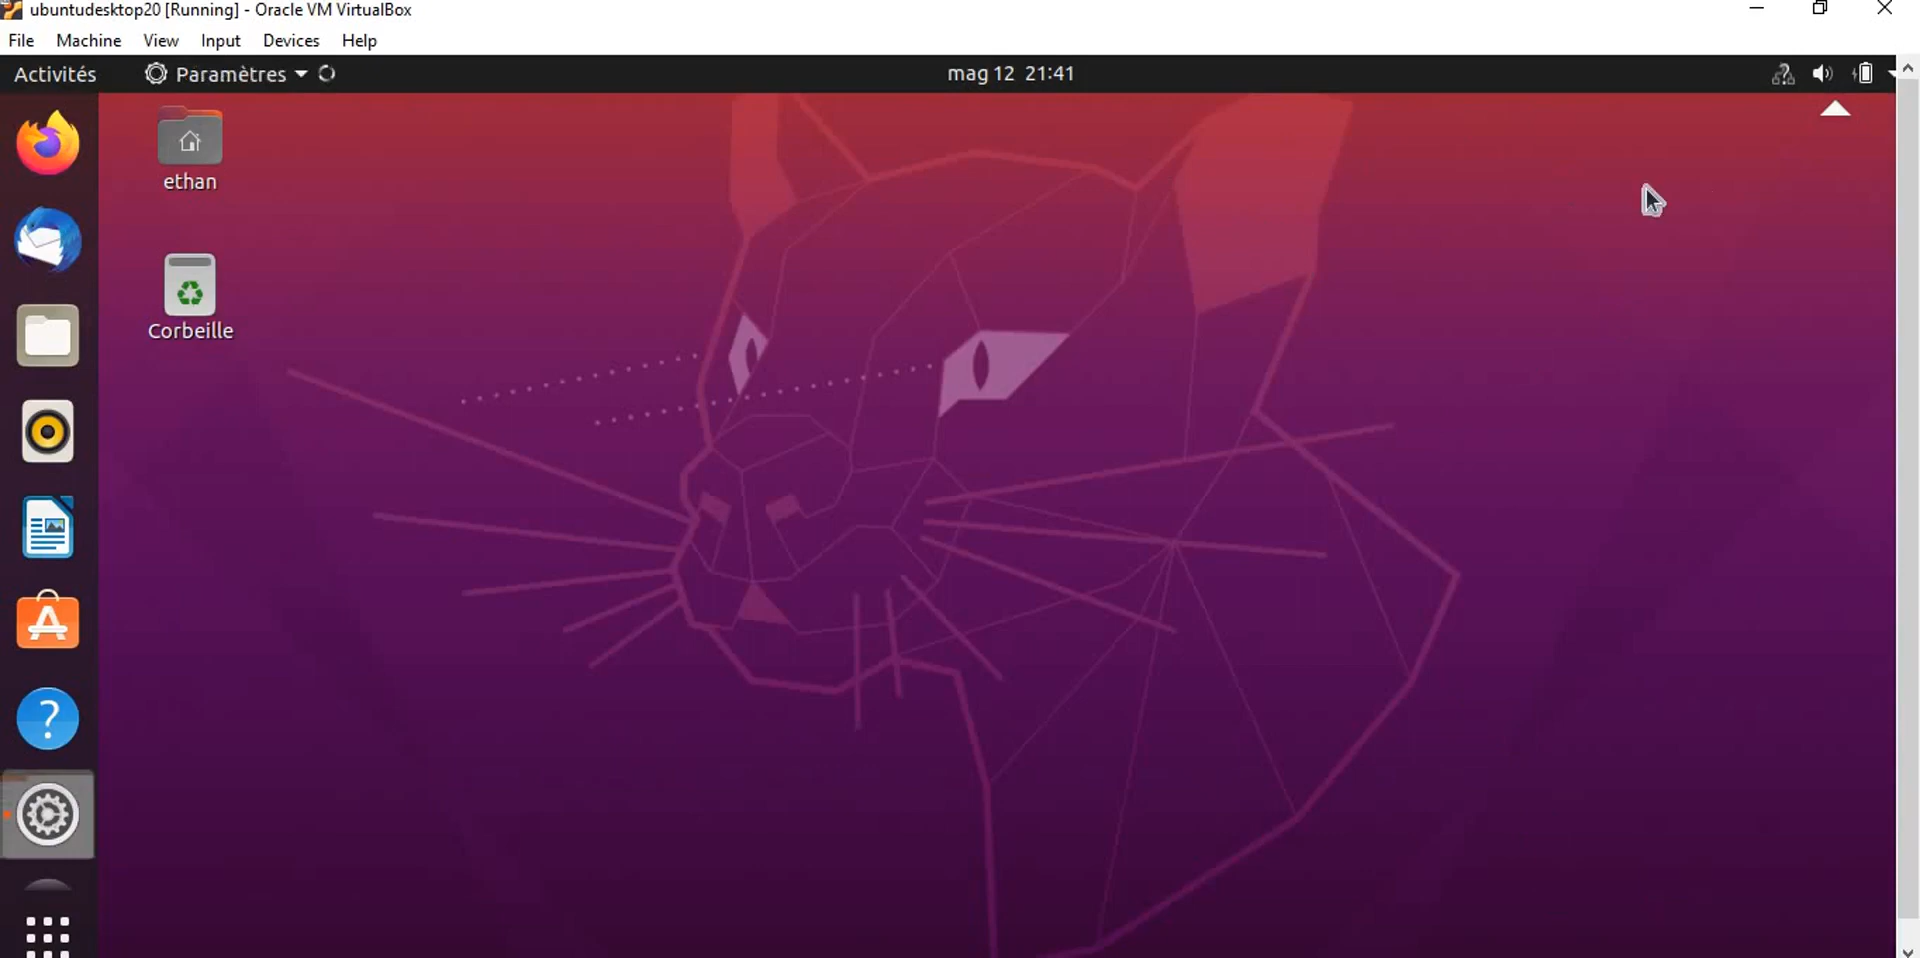 ubuntudesktop20 [Running] - Oracle VM VirtualBox
File Machine View Input Devices Help
Activités Paramètres mag 12 21:41
ethan
Corbeille